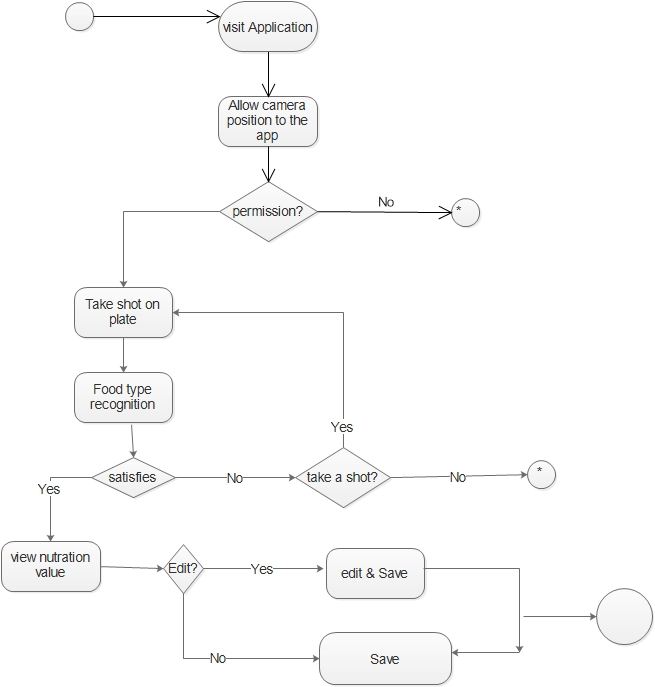 visit Application
Allow camera
position to the
app
permission?
No
*
Take shot on
plate
Food type
recognition
Yes
satisfies
No
take a shot?
No
*
Yes
view nutration
value
Edit?
Yes
edit & Save
No
Save